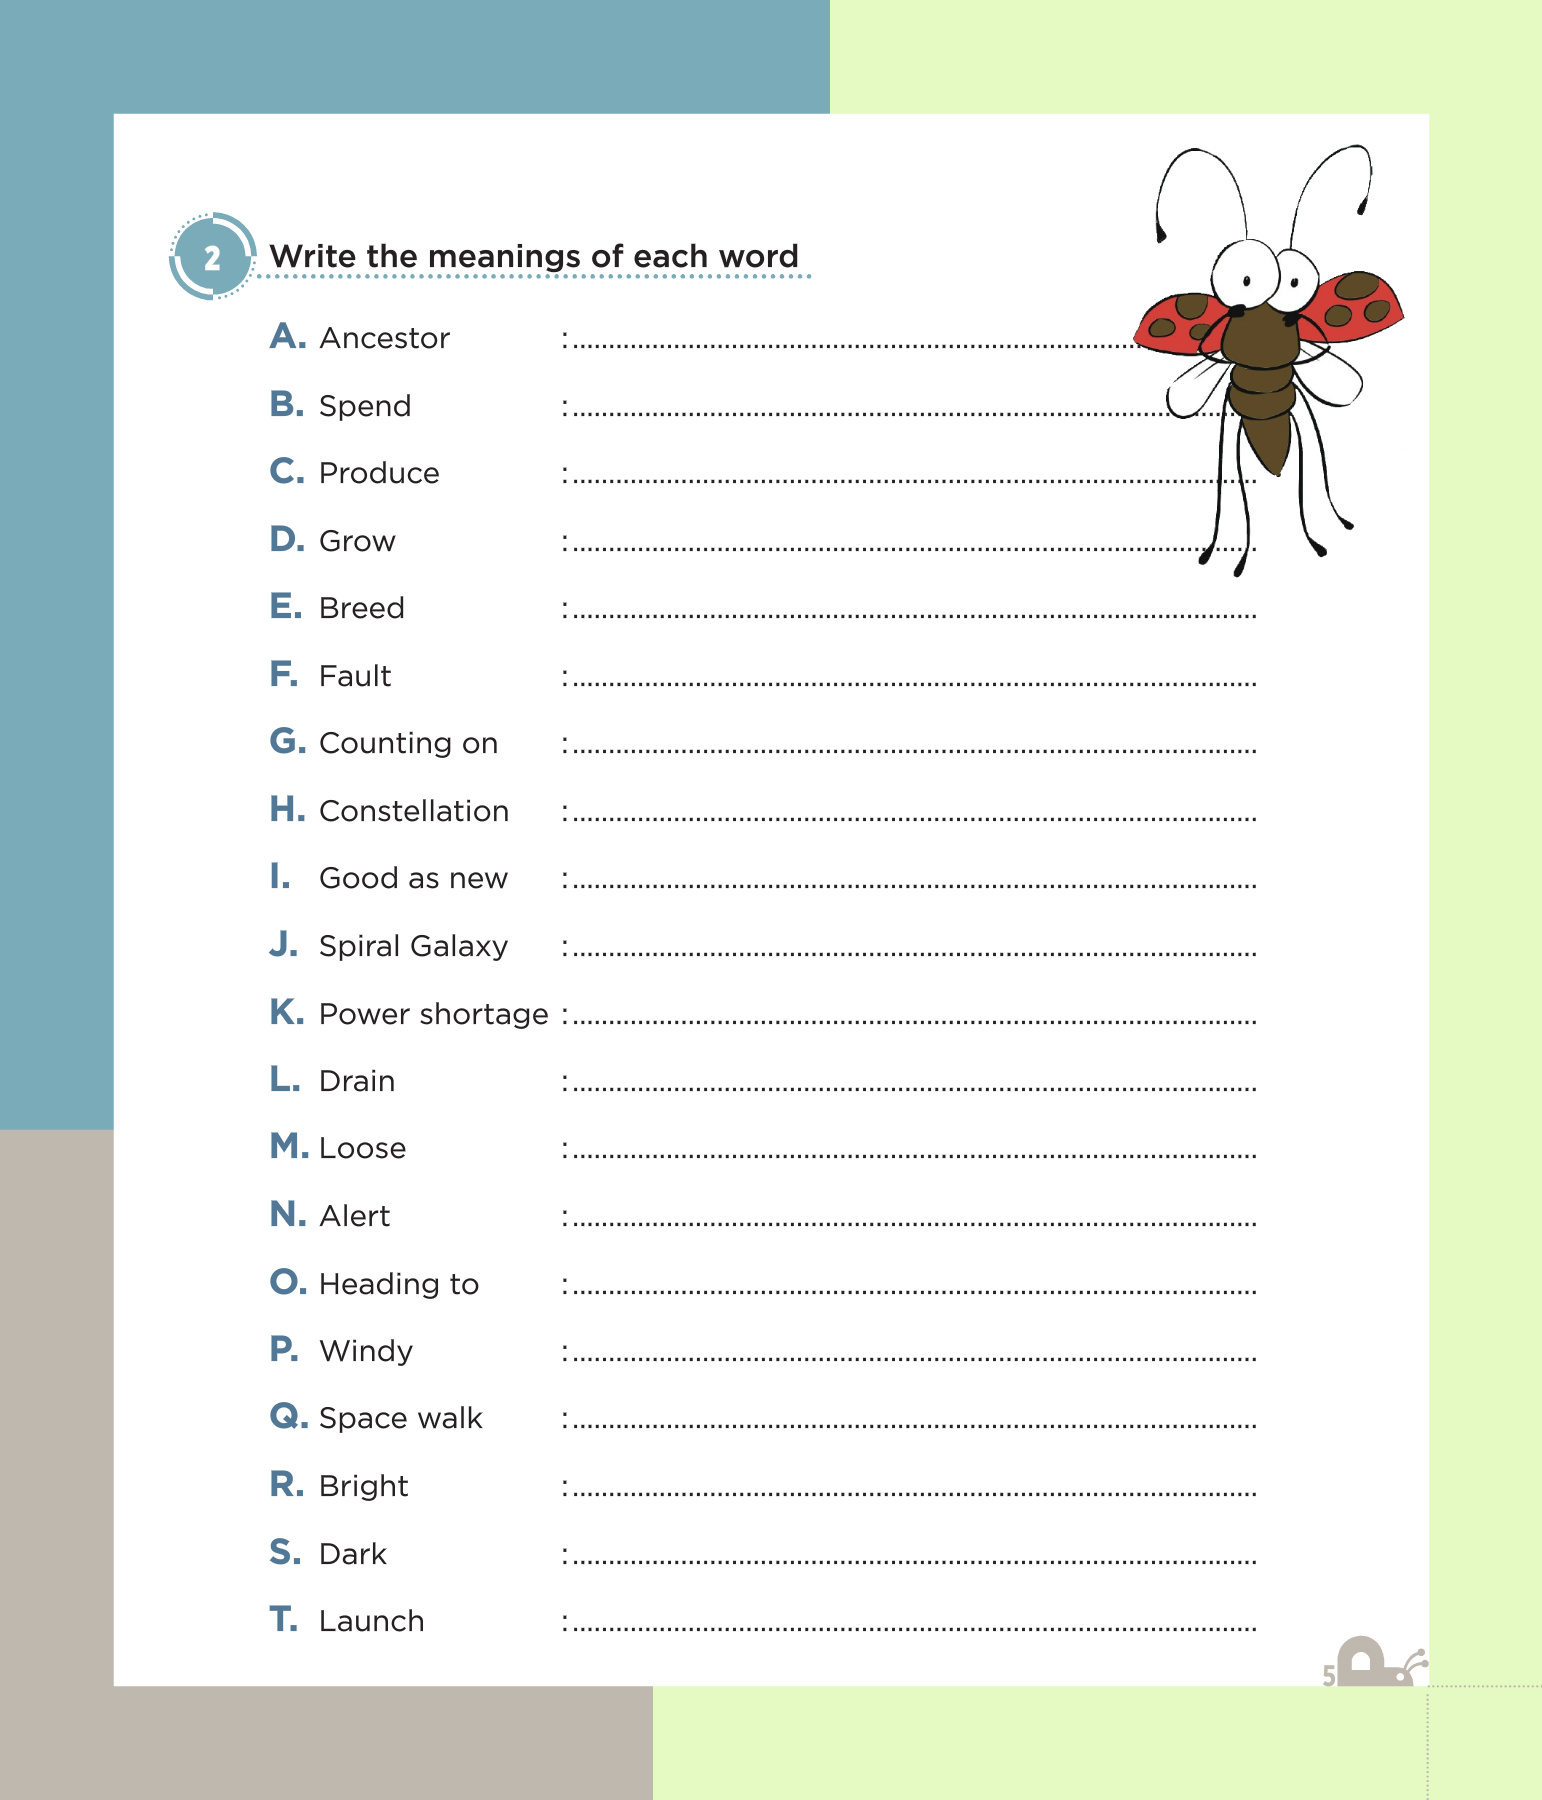 2 Write the meanings of each word
A. Ancestor :
B. Spend :
C. Produce :
D. Grow :
E. Breed :
F. Fault :
G. Counting on :
H. Constellation :
I. Good as new :
J. Spiral Galaxy :
K. Power shortage :
L. Drain :
M. Loose :
N. Alert :
O. Heading to :
P. Windy :
Q. Space walk :
R. Bright :
S. Dark :
T. Launch :
5